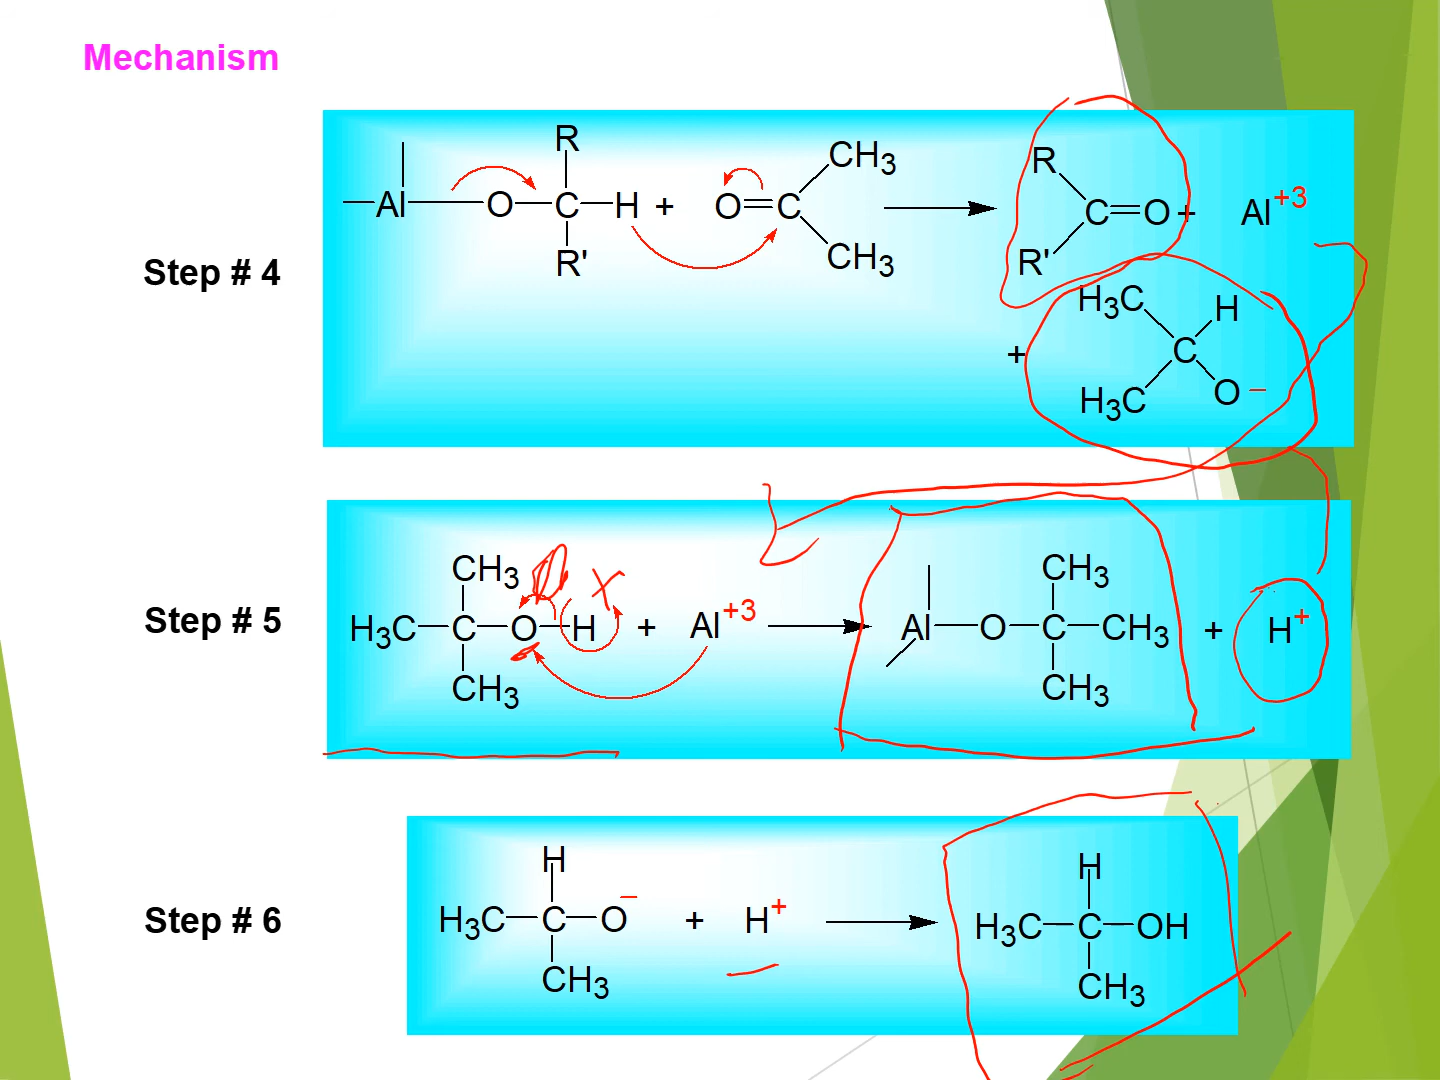 Mechanism
Step # 4
R
Al O C H + O C CH3 CH3
R'
R C O + Al+3
R'
+ H3C H C H3C O −
Step # 5
CH3
H3C C O H + Al+3
CH3
x
CH3
Al O C CH3 + H+
CH3
Step # 6
H
H3C C O − + H+
CH3
H
H3C C OH
CH3